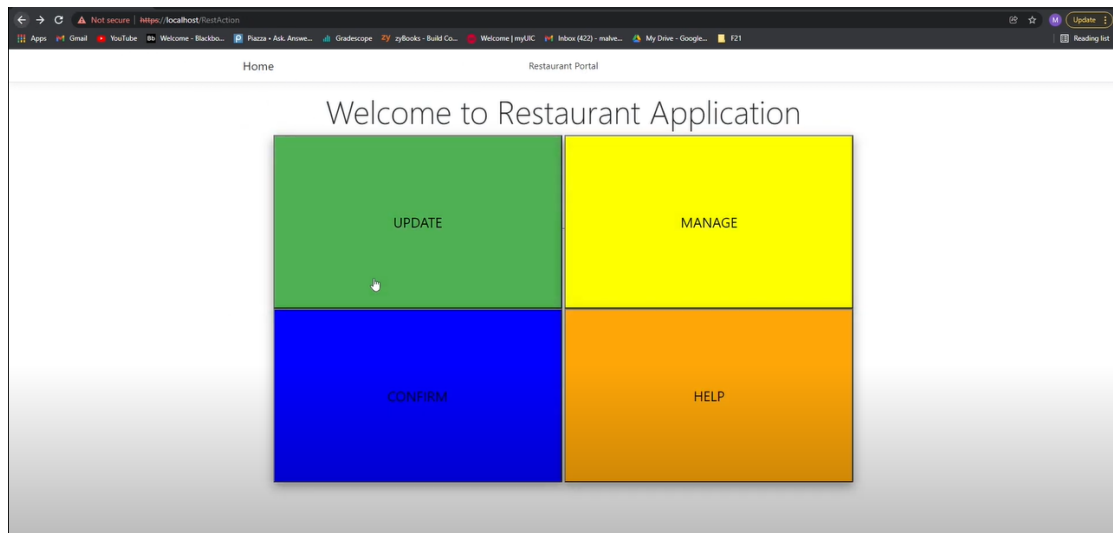 Not secure | https://localhost/RestAction
Update
Apps Gmail YouTube Bb Welcome - Blackbo... Piazza • Ask. Answe... Gradescope zyBooks - Build Co... Welcome | myUIC Inbox (422) - malve... My Drive - Google... F21 Reading list
Home Restaurant Portal
Welcome to Restaurant Application
UPDATE MANAGE
CONFIRM HELP